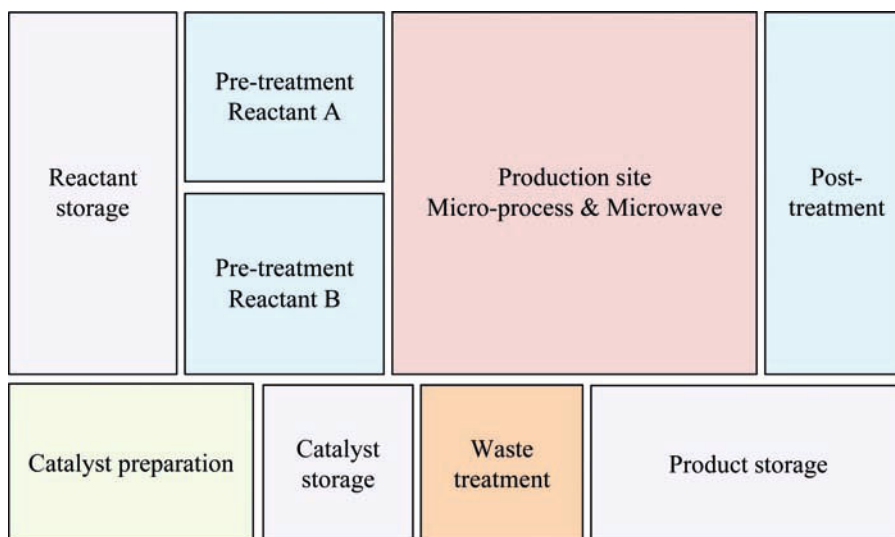 Reactant
storage
Pre-treatment
Reactant A
Pre-treatment
Reactant B
Production site
Micro-process & Microwave
Post-
treatment
Catalyst preparation
Catalyst
storage
Waste
treatment
Product storage